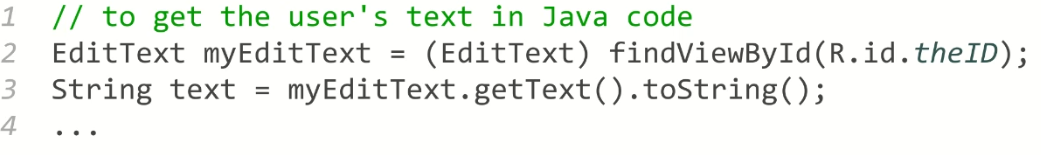 1 // to get the user's text in Java code
2 EditText myEditText = (EditText) findViewById(R.id.theID);
3 String text = myEditText.getText().toString();
4 ...